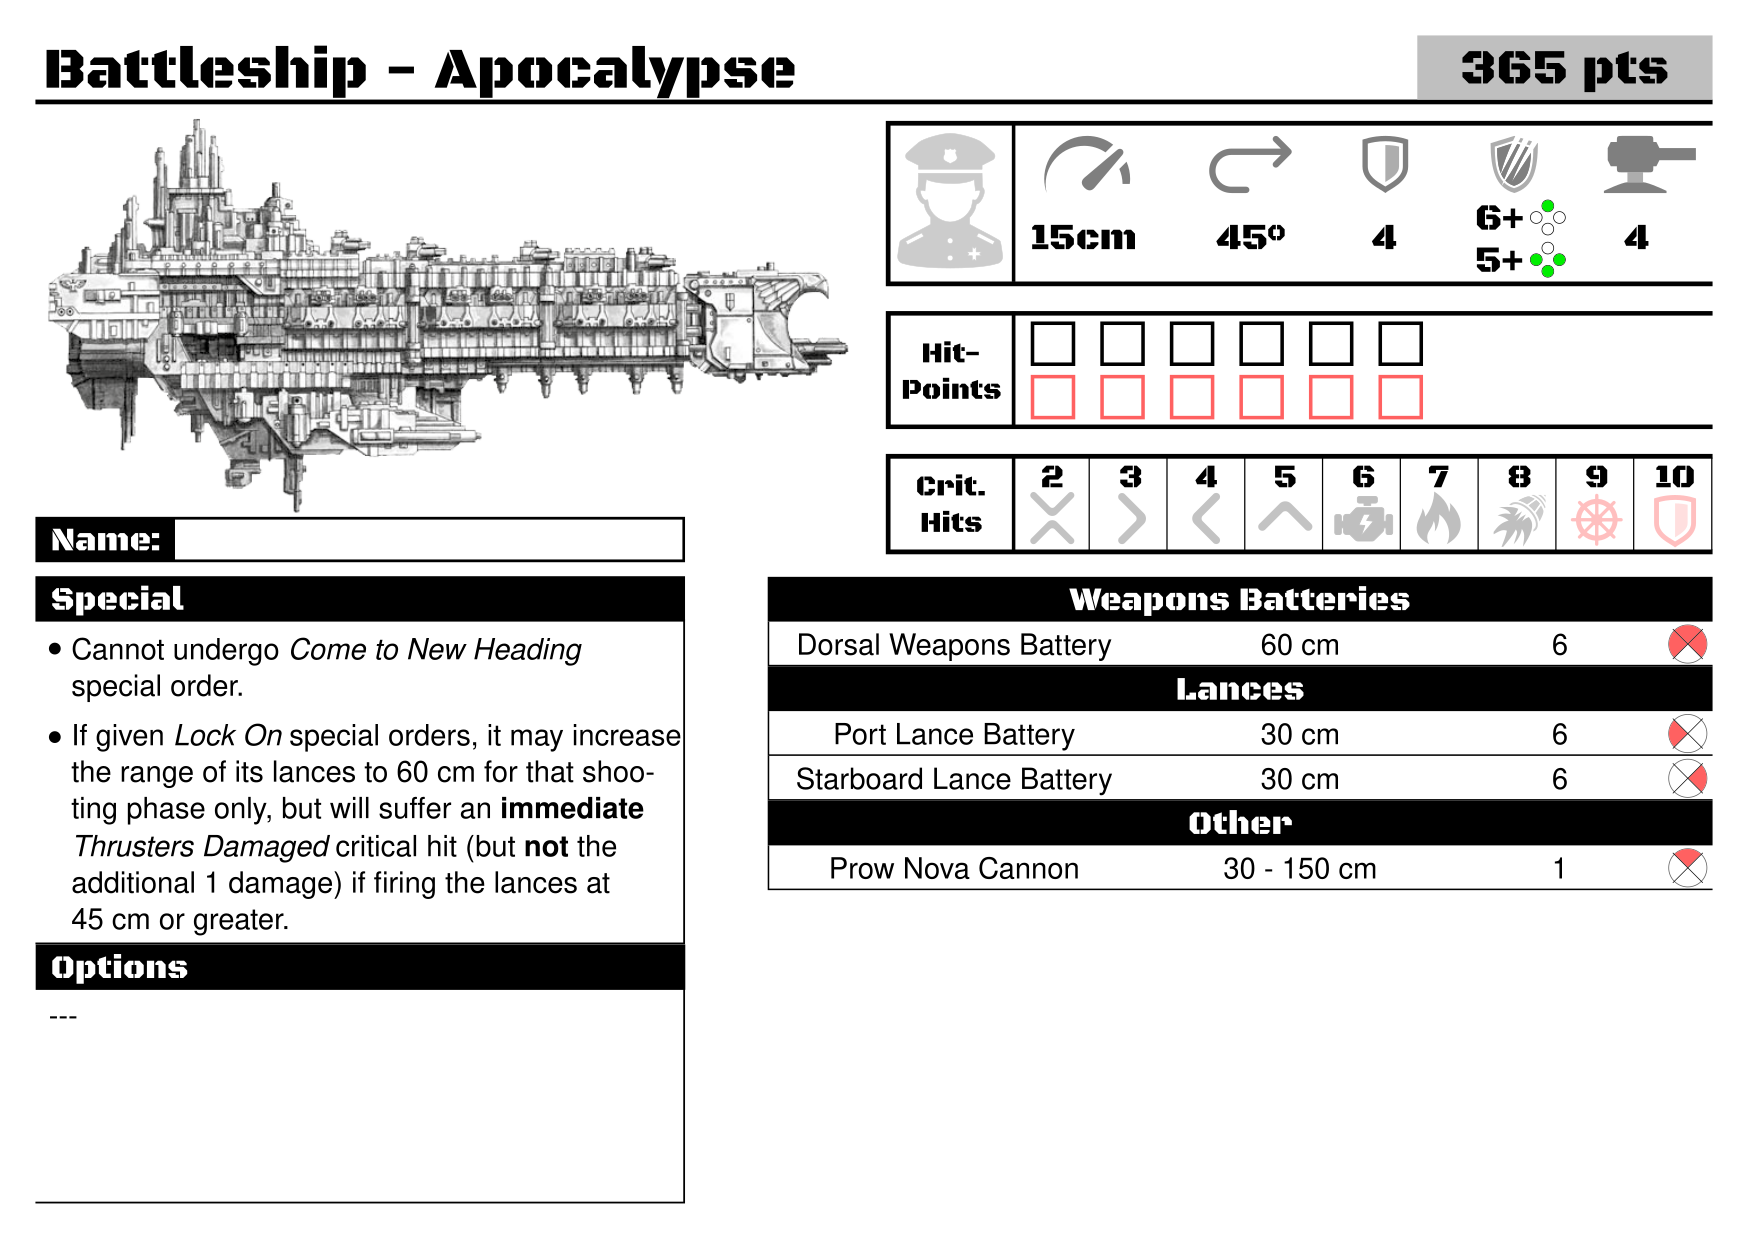 Battleship – Apocalypse
365 pts
15cm
45º
4
6+
5+
4
Hit-
Points
Crit.
Hits
2
3
4
5
6
7
8
9
10
Name:
Special
• Cannot undergo Come to New Heading
special order.
• If given Lock On special orders, it may increase
the range of its lances to 60 cm for that shoo-
ting phase only, but will suffer an immediate
Thrusters Damaged critical hit (but not the
additional 1 damage) if firing the lances at
45 cm or greater.
Options
---
Weapons Batteries
Dorsal Weapons Battery 60 cm 6
Lances
Port Lance Battery 30 cm 6
Starboard Lance Battery 30 cm 6
Other
Prow Nova Cannon 30 - 150 cm 1